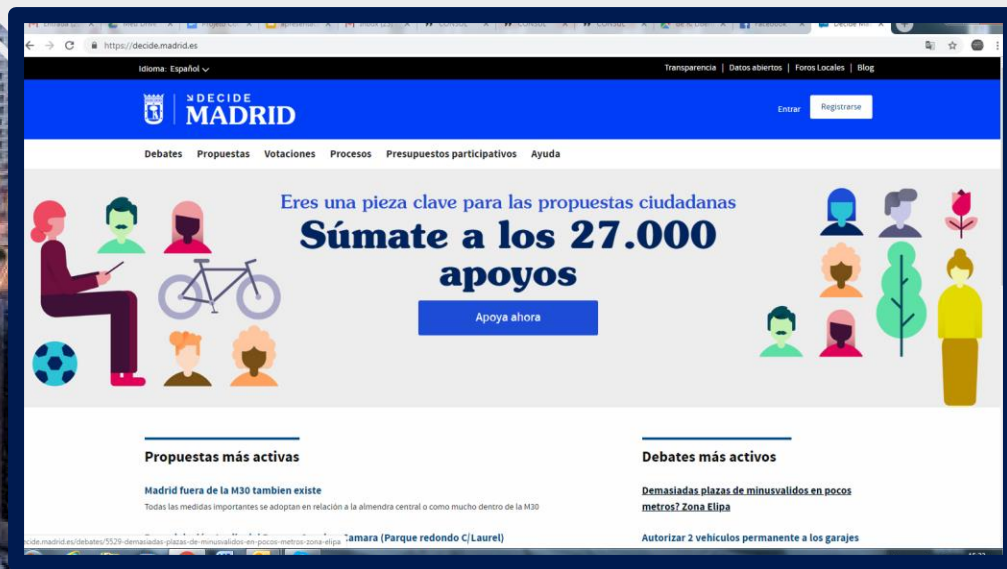 https://decide.madrid.es
Idioma: Español
Transparencia | Datos abiertos | Foros Locales | Blog
DECIDE
MADRID
Entrar
Registrarse
Debates Propuestas Votaciones Procesos Presupuestos participativos Ayuda
Eres una pieza clave para las propuestas ciudadanas
Súmate a los 27.000
apoyos
Apoya ahora
Propuestas más activas
Debates más activos
Madrid fuera de la M30 tambien existe
Todas las medidas importantes se adoptan en relación a la almendra central o como mucho dentro de la M30
Demasiadas plazas de minusvalidos en pocos
metros? Zona Elipa
Camara (Parque redondo C/Laurel)
Autorizar 2 vehículos permanente a los garajes
cide.madrid.es/debates/5529-demasiadas-plazas-de-minusvalidos-en-pocos-metros-zona-elipa